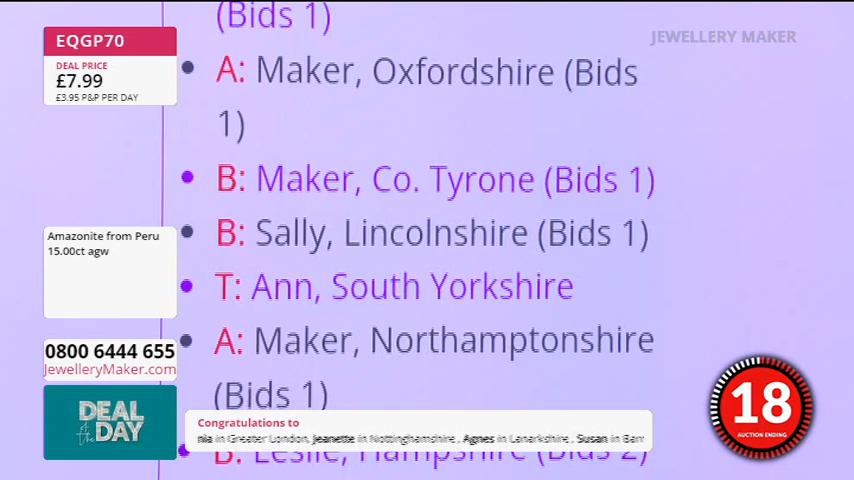 (Bids 1)
EQGP70
JEWELLERY MAKER
DEAL PRICE
£7.99
£3.95 P&P PER DAY
• A: Maker, Oxfordshire (Bids
1)
• B: Maker, Co. Tyrone (Bids 1)
Amazonite from Peru
15.00ct agw
• B: Sally, Lincolnshire (Bids 1)
• T: Ann, South Yorkshire
• A: Maker, Northamptonshire
(Bids 1)
0800 6444 655
JewelleryMaker.com
DEAL
of the
DAY
Congratulations to
nia in Greater London, Jeanette in Nottinghamshire , Agnes in Lanarkshire , Susan in Barn
• B: Leslie, Hampshire (Bids 2)
18
AUCTION ENDING